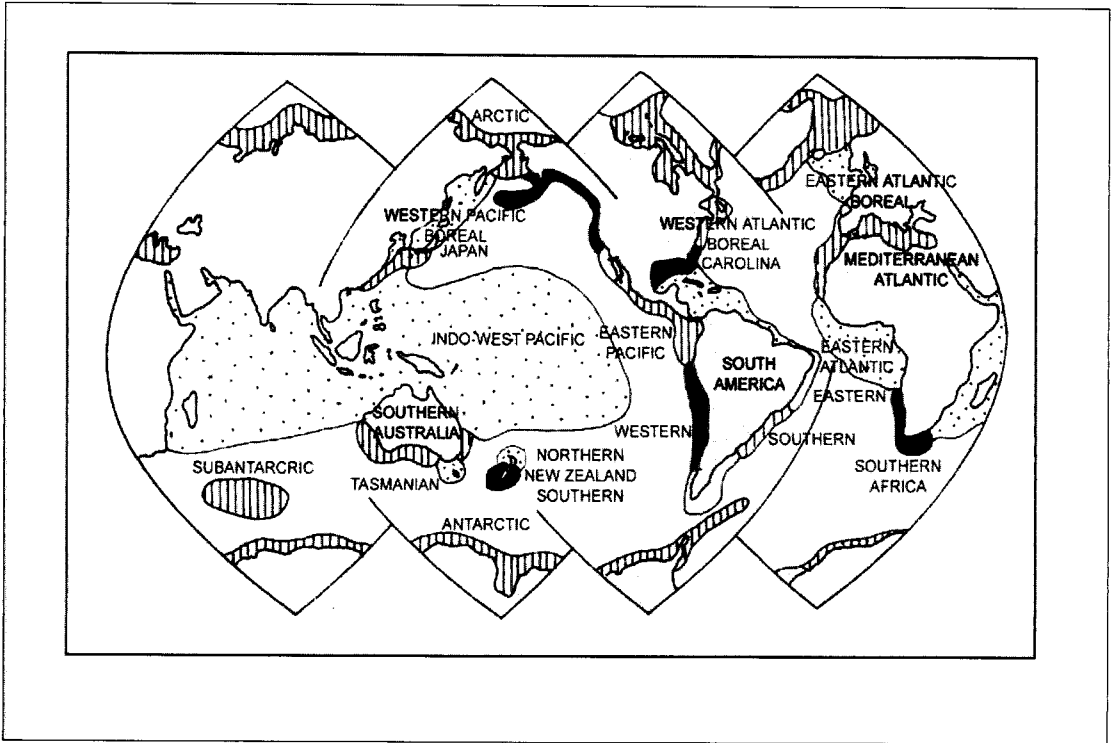 ARCTIC
WESTERN PACIFIC
BOREAL
JAPAN
WESTERN ATLANTIC
BOREAL
CAROLINA
EASTERN ATLANTIC
BOREAL
MEDITERRANEAN
ATLANTIC
INDO-WEST PACIFIC
EASTERN
PACIFIC
SOUTH
AMERICA
EASTERN
ATLANTIC
EASTERN
SOUTHERN
AUSTRALIA
WESTERN
SOUTHERN
SUBANTARCRIC
TASMANIAN
NORTHERN
NEW ZEALAND
SOUTHERN
SOUTHERN
AFRICA
ANTARCTIC